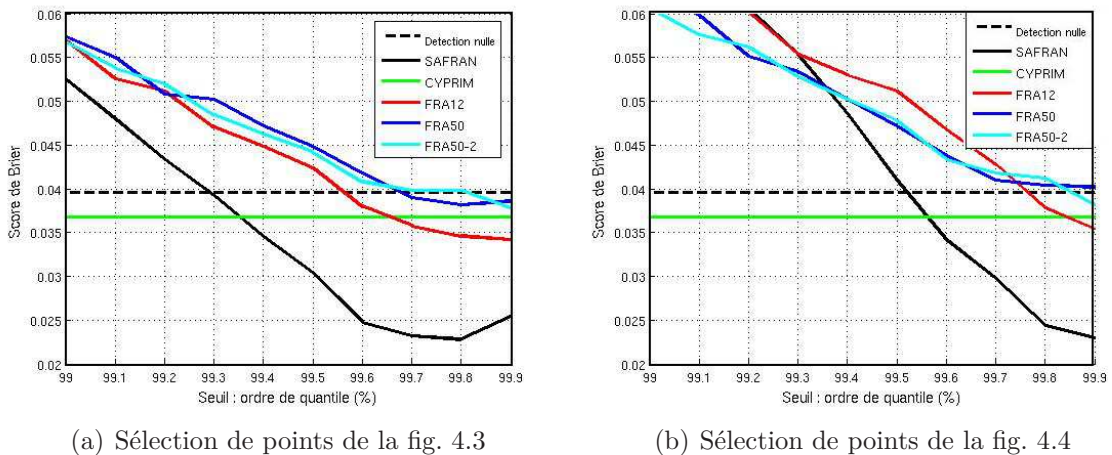 0.06
0.055
0.05
0.045
0.04
0.035
0.03
0.025
0.02
Score de Brier
99 99.1 99.2 99.3 99.4 99.5 99.6 99.7 99.8 99.9
Seuil : ordre de quantile (%)
Detection nulle
SAFRAN
CYPRIM
FRA12
FRA50
FRA50-2
(a) Sélection de points de la fig. 4.3
0.06
0.055
0.05
0.045
0.04
0.035
0.03
0.025
0.02
Score de Brier
99 99.1 99.2 99.3 99.4 99.5 99.6 99.7 99.8 99.9
Seuil : ordre de quantile (%)
Detection nulle
SAFRAN
CYPRIM
FRA12
FRA50
FRA50-2
(b) Sélection de points de la fig. 4.4